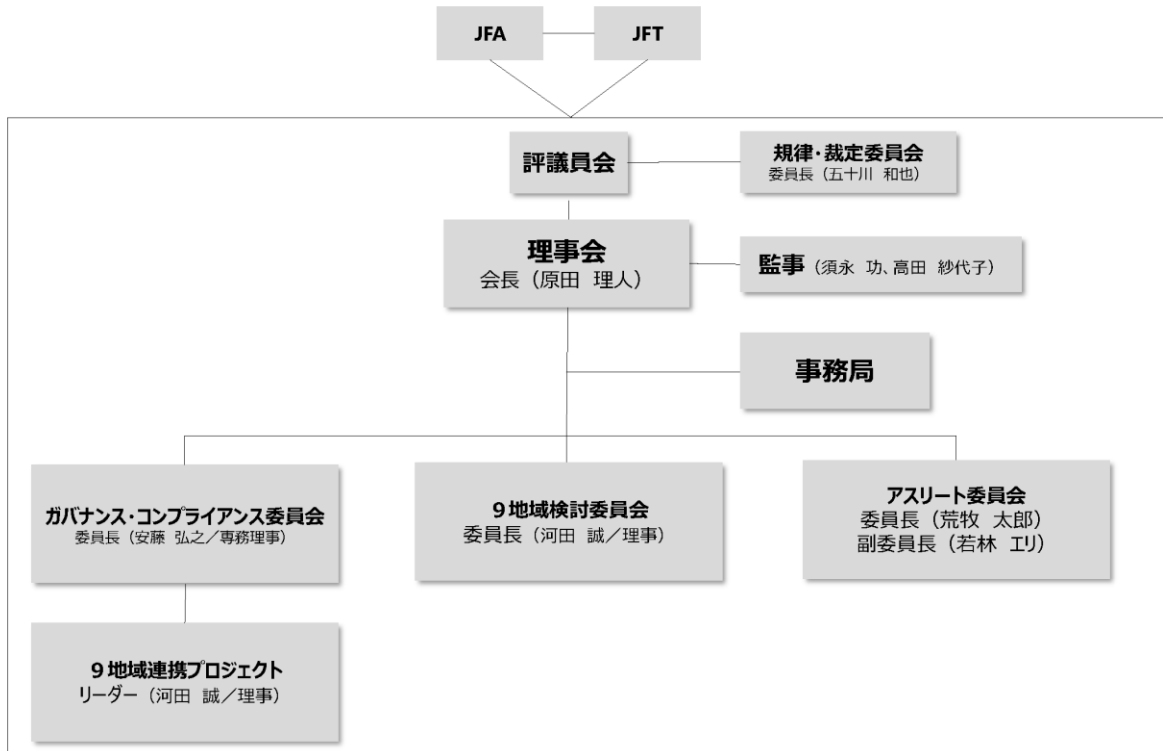 JFA
JFT
評議員会
規律・裁定委員会
委員長（五十川　和也）
理事会
会長（原田　理人）
監事（須永　功、高田　紗代子）
事務局
ガバナンス・コンプライアンス委員会
委員長（安藤　弘之／専務理事）
９地域検討委員会
委員長（河田　誠／理事）
アスリート委員会
委員長（荒牧　太郎）
副委員長（若林　エリ）
９地域連携プロジェクト
リーダー（河田　誠／理事）